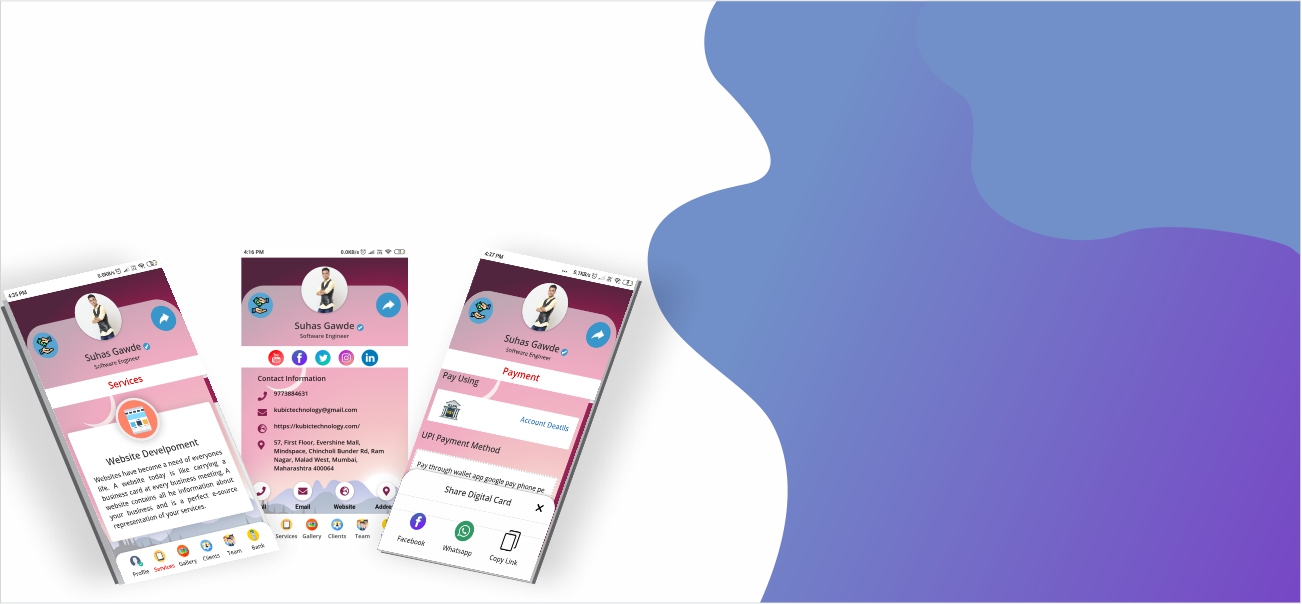 4:35 PM
0.0KB/s
Suhas Gawde
Software Engineer
Services
Website Develpoment
Websites have become a need of everyones
life. A website today is like carrying a
business card at every business meeting, A
website contains all he information about
your business and is a perfect e-source
representation of your services.
Profile
Services
Gallery
Clients
Team
Bank
4:16 PM
0.0KB/s
Suhas Gawde
Software Engineer
Contact Information
9773884631
kubictechnology@gmail.com
https://kubictechnology.com/
57, First Floor, Evershine Mall,
Mindspace, Chincholi Bunder Rd, Ram
Nagar, Malad West, Mumbai,
Maharashtra 400064
Email
Website
Addre
Services
Gallery
Clients
Team
4:37 PM
... 5.1KB/s
Suhas Gawde
Software Engineer
Payment
Pay Using
Account Deatils
UPI Payment Method
Pay through wallet app google pay phone pe
Share Digital Card
Facebook
Whatsapp
Copy Link